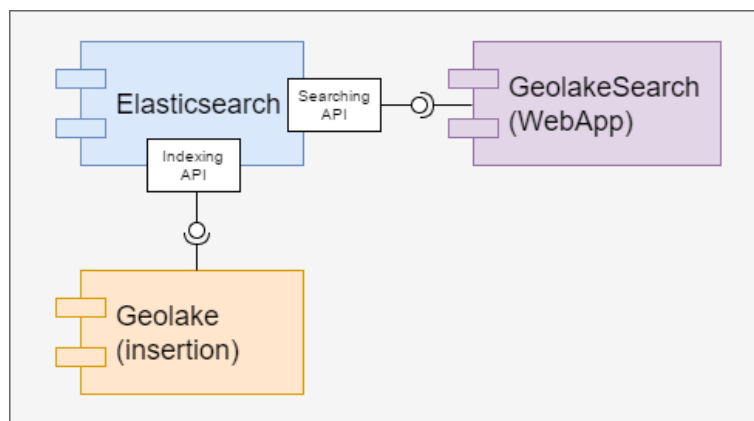 Elasticsearch
Searching
API
GeolakeSearch
(WebApp)
Indexing
API
Geolake
(insertion)